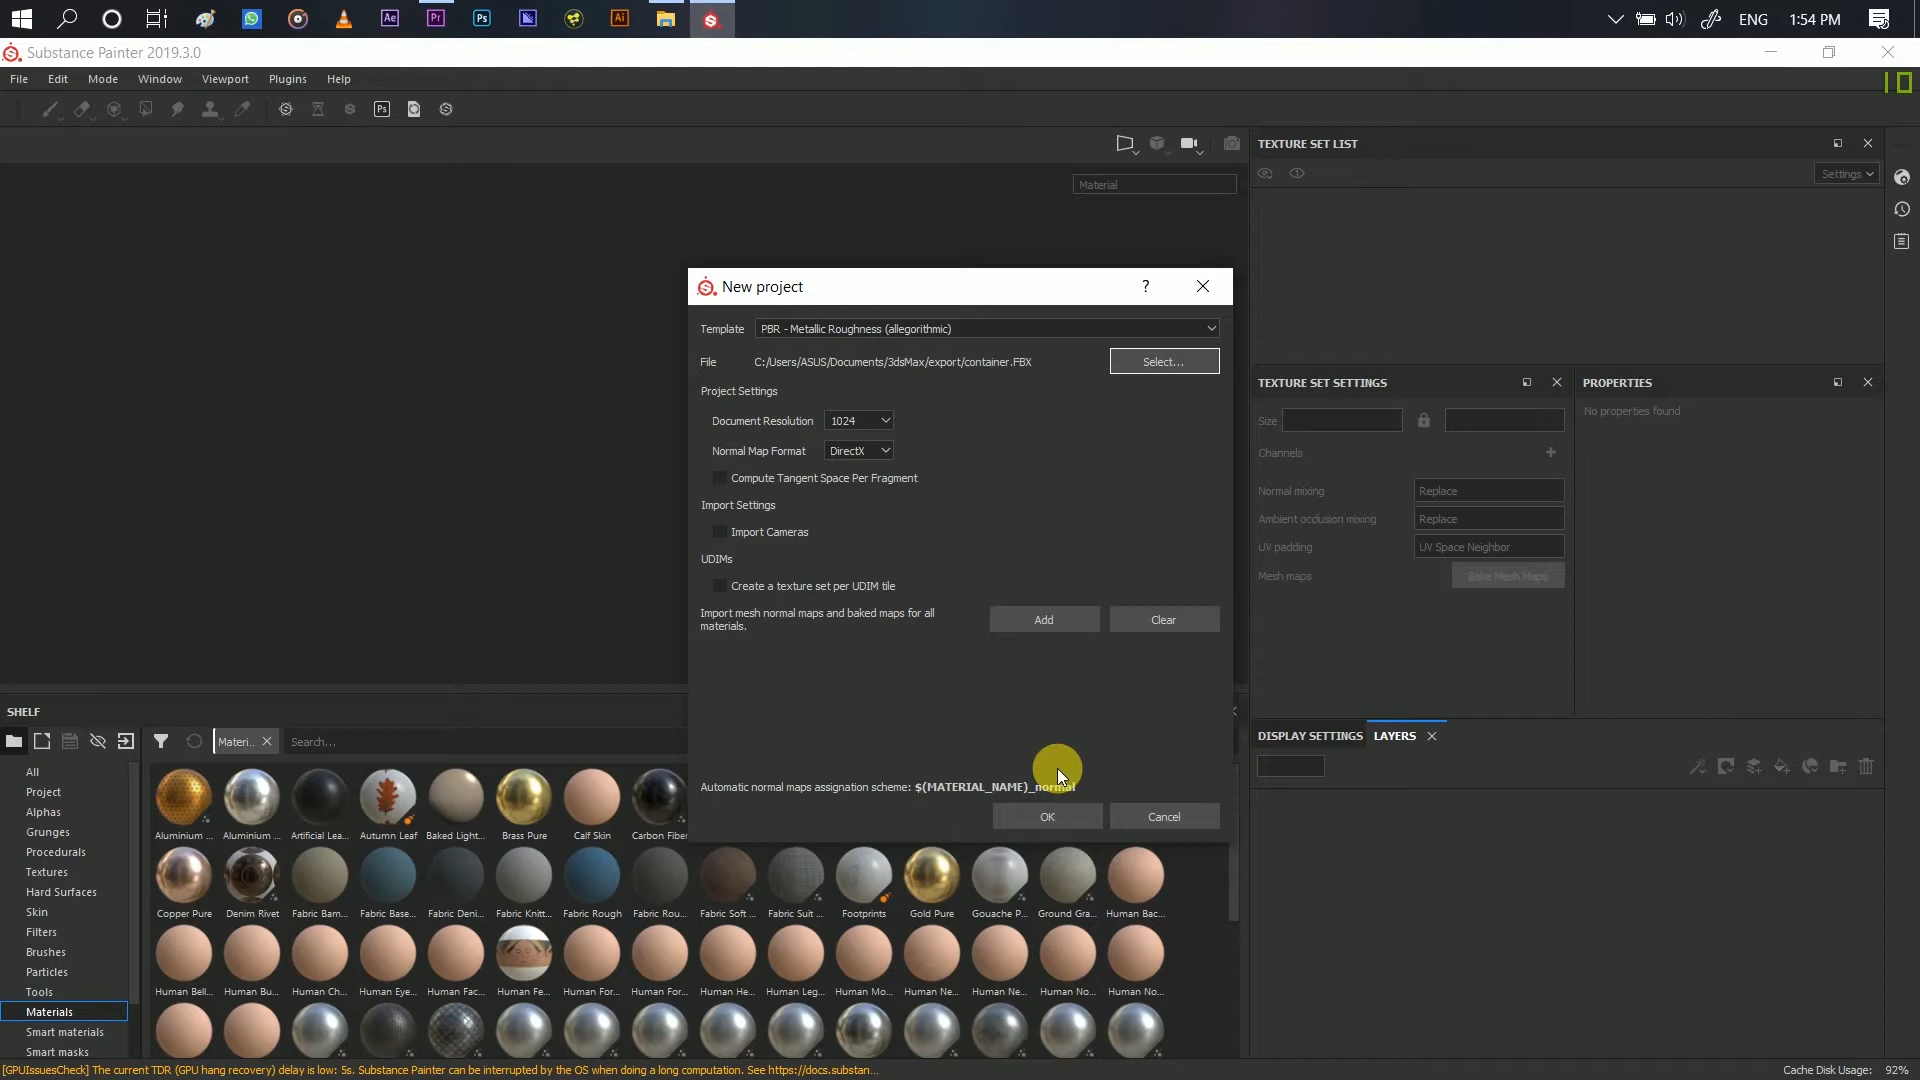 ENG
1:54 PM
Substance Painter 2019.3.0
File Edit Mode Window Viewport Plugins Help
Material
TEXTURE SET LIST
Settings
New project
Template PBR - Metallic Roughness (allegorithmic)
File C:/Users/ASUS/Documents/3dsMax/export/container.FBX Select...
Project Settings
Document Resolution 1024
Normal Map Format DirectX
Compute Tangent Space Per Fragment
Import Settings
Import Cameras
UDIMs
Create a texture set per UDIM tile
Import mesh normal maps and baked maps for all
materials.
Add Clear
Automatic normal maps assignation scheme: $(MATERIAL_NAME)_normal
OK Cancel
TEXTURE SET SETTINGS
Size
Channels
Normal mixing Replace
Ambient occlusion mixing Replace
UV padding UV Space Neighbor
Mesh maps Bake Mesh Maps
PROPERTIES
No properties found
DISPLAY SETTINGS LAYERS
SHELF
Materi..
Search...
All
Project
Alphas
Grunges
Procedurals
Textures
Hard Surfaces
Skin
Filters
Brushes
Particles
Tools
Materials
Smart materials
Smart masks
Aluminium ... Aluminium ... Artificial Lea... Autumn Leaf Baked Light... Brass Pure Calf Skin Carbon Fiber
Copper Pure Denim Rivet Fabric Bam... Fabric Base... Fabric Deni... Fabric Knitt... Fabric Rough Fabric Rou... Fabric Soft ... Fabric Suit ... Footprints Gold Pure Gouache P... Ground Gra... Human Bac...
Human Bell... Human Bu... Human Ch... Human Eye... Human Fac... Human Fe... Human For... Human For... Human He... Human Leg... Human Mo... Human Ne... Human Ne... Human No... Human No...
[GPUIssuesCheck] The current TDR (GPU hang recovery) delay is low: 5s. Substance Painter can be interrupted by the OS when doing a long computation. See https://docs.substan...
Cache Disk Usage: 92%